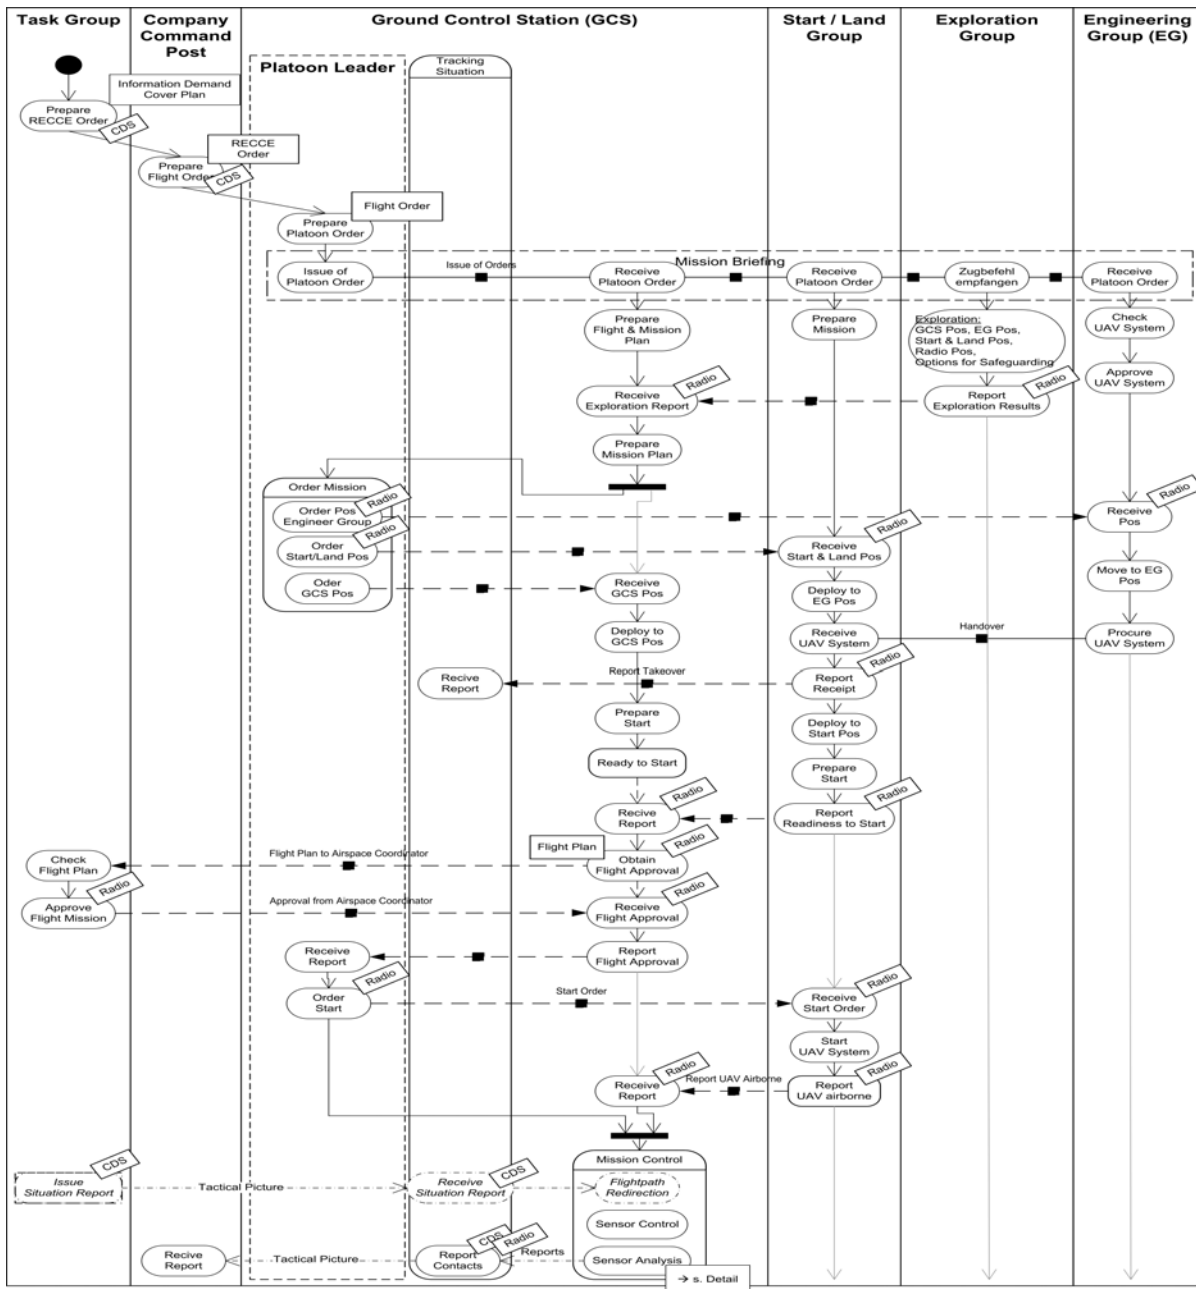 Task Group
Company
Command
Post
Ground Control Station (GCS)
Start / Land
Group
Exploration
Group
Engineering
Group (EG)
Platoon Leader
Tracking
Situation
Information Demand
Cover Plan
Prepare
RECCE Order
CDS
RECCE
Order
Prepare
Flight Order
CDS
Flight Order
Prepare
Platoon Order
Mission Briefing
Issue of
Platoon Order
Issue of Orders
Receive
Platoon Order
Receive
Platoon Order
Zugbefehl
empfangen
Receive
Platoon Order
Prepare
Flight & Mission
Plan
Prepare
Mission
Exploration:
GCS Pos, EG Pos,
Start & Land Pos,
Radio Pos,
Options for Safeguarding
Check
UAV System
Approve
UAV System
Receive
Exploration Report
Radio
Report
Exploration Results
Radio
Prepare
Mission Plan
Order Mission
Order Pos
Engineer Group
Radio
Receive
Pos
Radio
Order
Start/Land Pos
Radio
Receive
Start & Land Pos
Radio
Oder
GCS Pos
Receive
GCS Pos
Deploy to
EG Pos
Move to EG
Pos
Deploy to
GCS Pos
Receive
UAV System
Handover
Procure
UAV System
Recive
Report
Report Takeover
Report
Receipt
Radio
Prepare
Start
Deploy to
Start Pos
Ready to Start
Prepare
Start
Recive
Report
Radio
Report
Readiness to Start
Radio
Flight Plan
Check
Flight Plan
Flight Plan to Airspace Coordinator
Obtain
Flight Approval
Radio
Approve
Flight Mission
Radio
Approval from Airspace Coordinator
Receive
Flight Approval
Radio
Receive
Report
Report
Flight Approval
Order
Start
Radio
Start Order
Receive
Start Order
Radio
Start
UAV System
Receive
Report
Radio
Report UAV Airborne
Report
UAV airborne
Radio
Mission Control
Issue
Situation Report
CDS
Tactical Picture
Receive
Situation Report
CDS
Flightpath
Redirection
Sensor Control
Recive
Report
Tactical Picture
Report
Contacts
CDS
Radio
Reports
Sensor Analysis
→ s. Detail